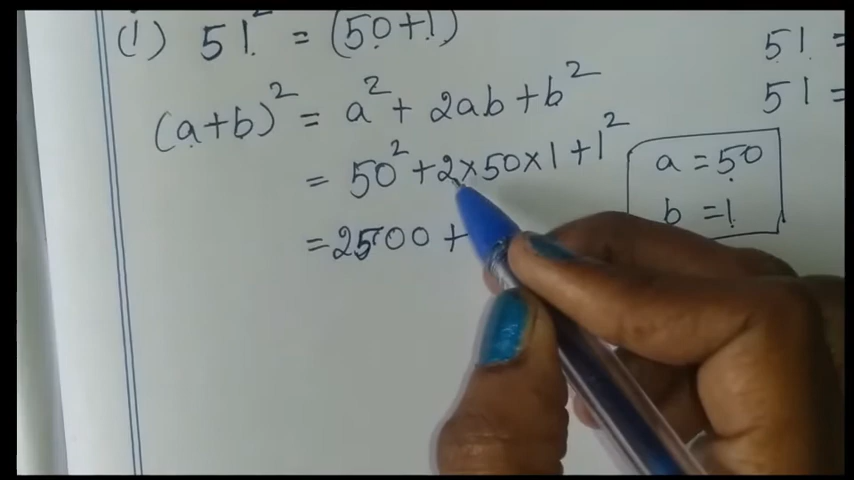 (i) 51² = (50+1)
51 =
51 =
(a+b)² = a² + 2ab + b²
= 50² + 2×50×1 + 1²
a = 50
b = 1
= 2500 +